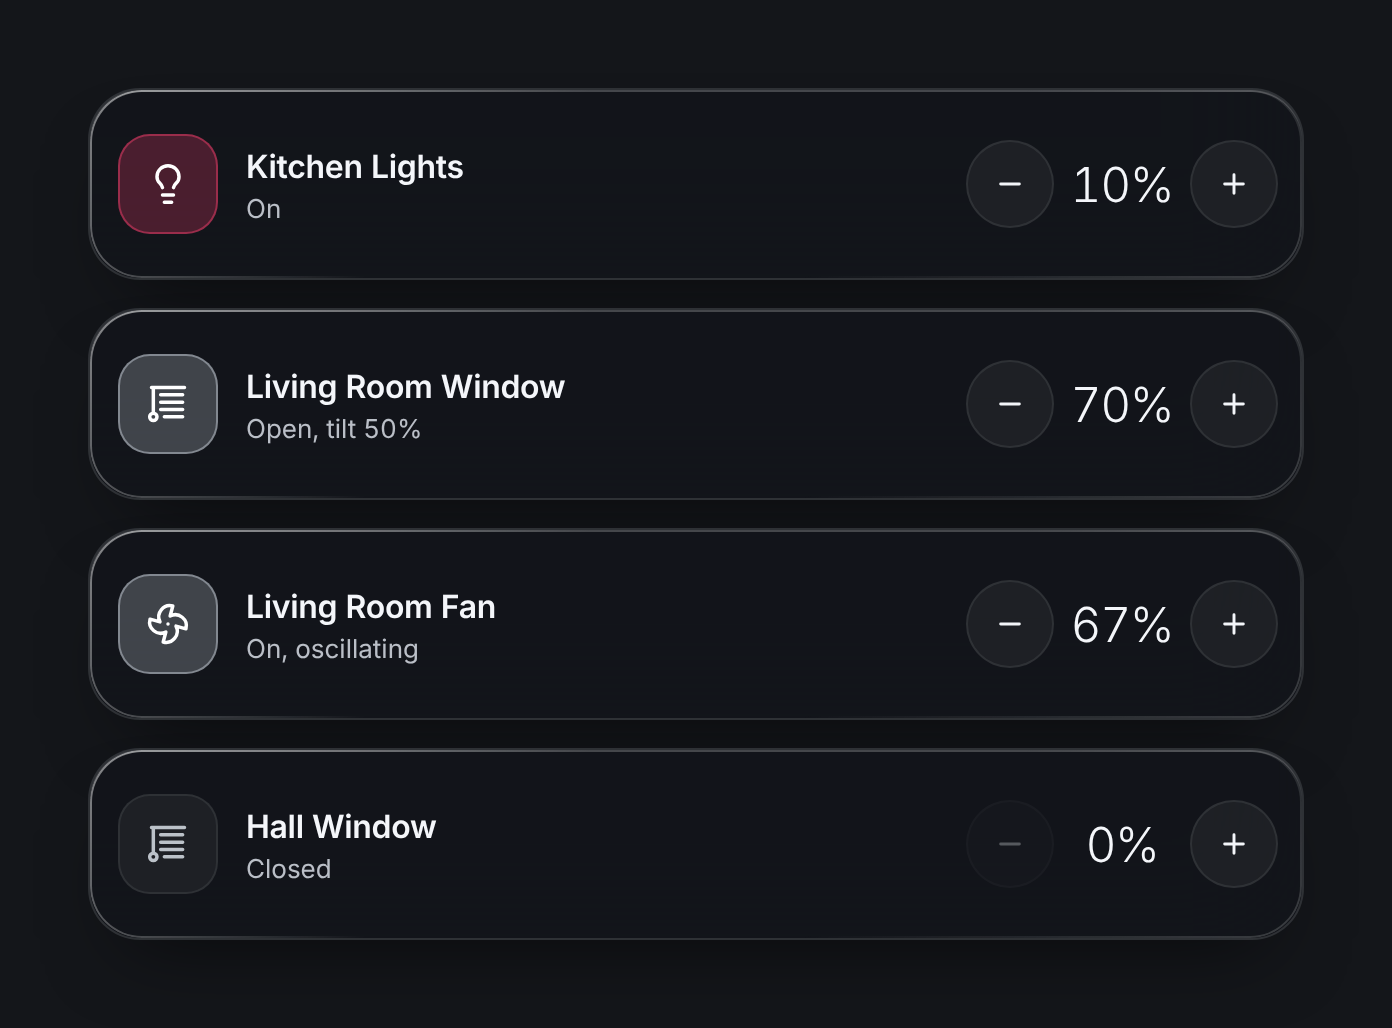 Kitchen Lights
On
10%
Living Room Window
Open, tilt 50%
70%
Living Room Fan
On, oscillating
67%
Hall Window
Closed
0%